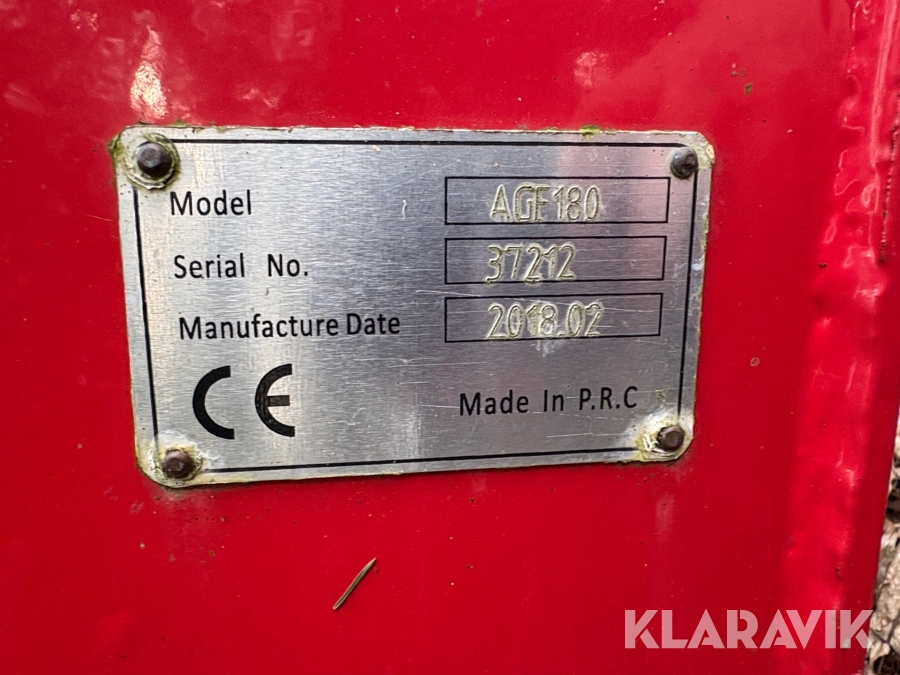 Model AGF180
Serial No. 37212
Manufacture Date 2018.02
CE Made In P.R.C
KLARAVIK